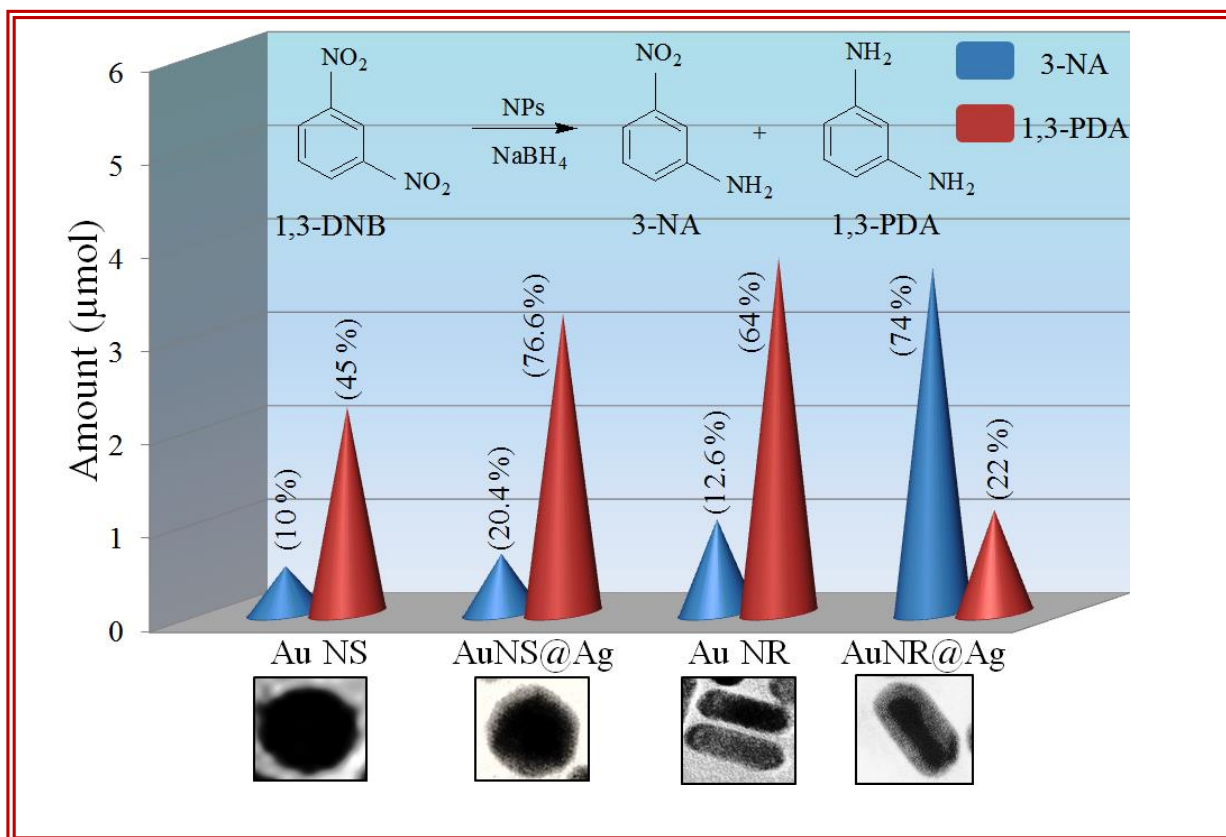 6
5
4
3
2
1
0
Amount (µmol)
NO₂
NO₂
1,3-DNB
NPs
NaBH₄
NO₂
NH₂
3-NA
+
NH₂
NH₂
1,3-PDA
3-NA
1,3-PDA
(10 %)
(45 %)
(20.4 %)
(76.6 %)
(12.6 %)
(64 %)
(74 %)
(22 %)
Au NS
AuNS@Ag
Au NR
AuNR@Ag